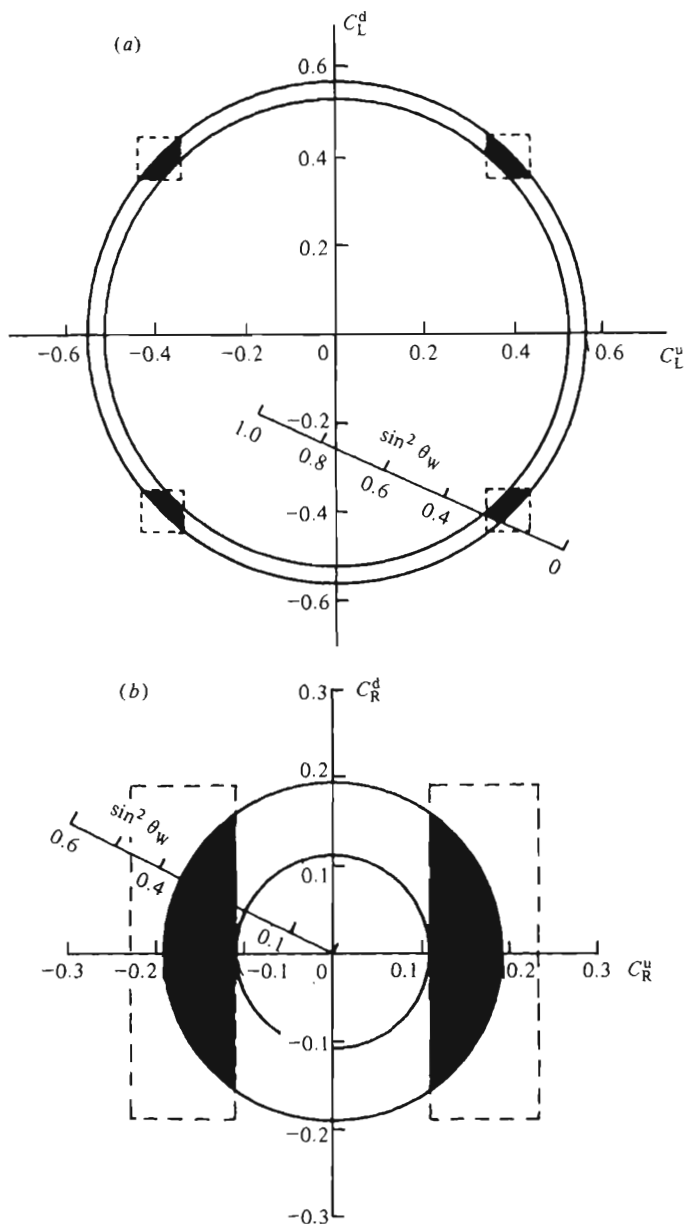 (a)
C_L^d
0.6
0.4
0.2
−0.6 −0.4 −0.2 0 0.2 0.4 0.6
C_L^u
−0.2
−0.4
−0.6
1.0 0.8 0.6 0.4 0
sin² θ_W
(b)
0.3 C_R^d
0.2
0.1
sin² θ_W
0.6 0.4 0.1
−0.3 −0.2 −0.1 0 0.1 0.2 0.3
C_R^u
−0.1
−0.2
−0.3